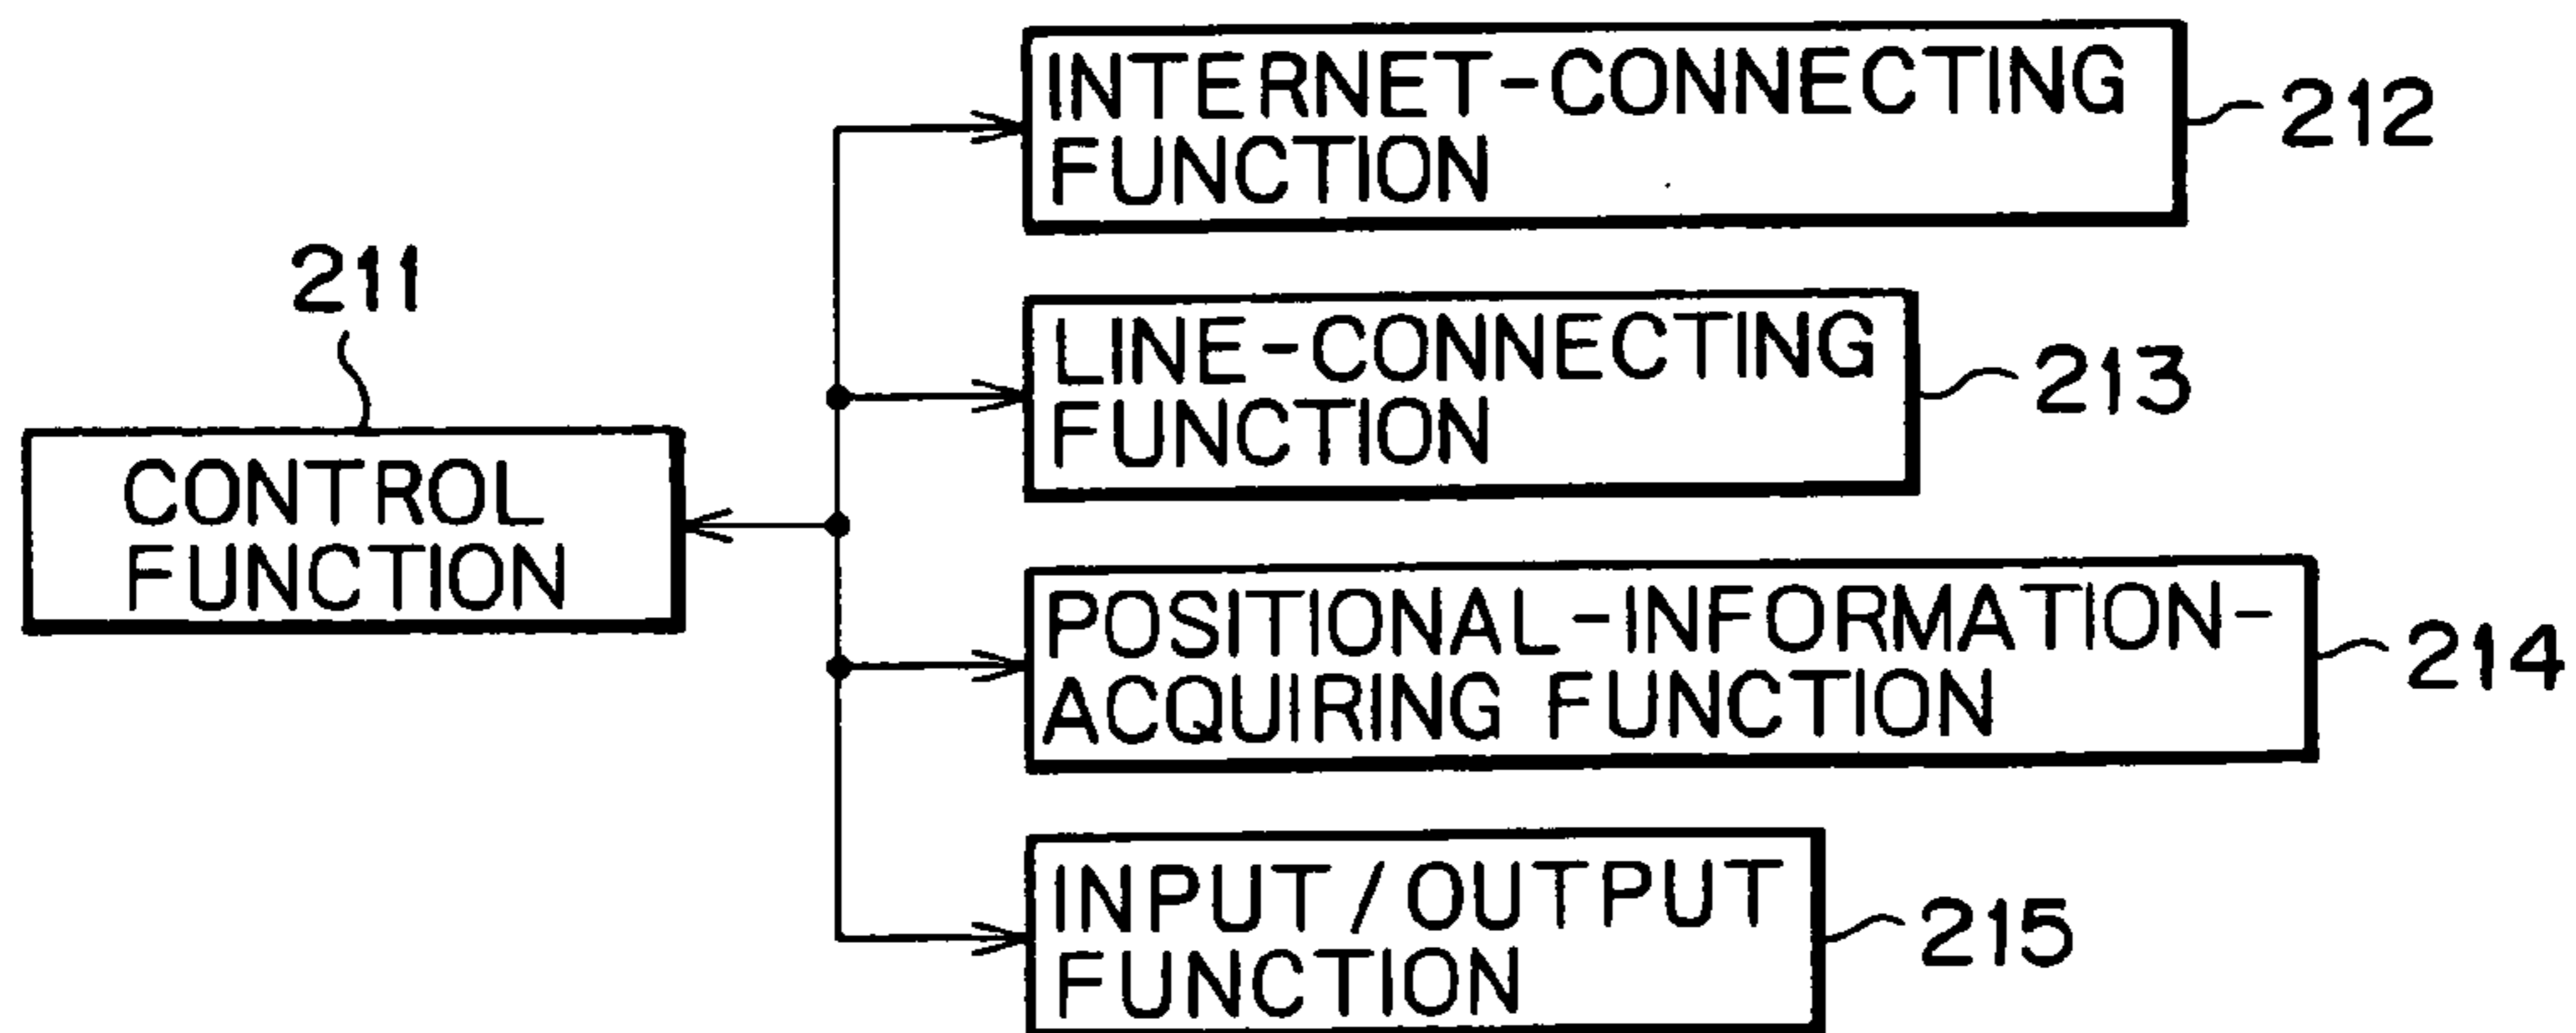 INTERNET-CONNECTING
FUNCTION
212
211
LINE-CONNECTING
FUNCTION
213
CONTROL
FUNCTION
POSITIONAL-INFORMATION-
ACQUIRING FUNCTION
214
INPUT/OUTPUT
FUNCTION
215